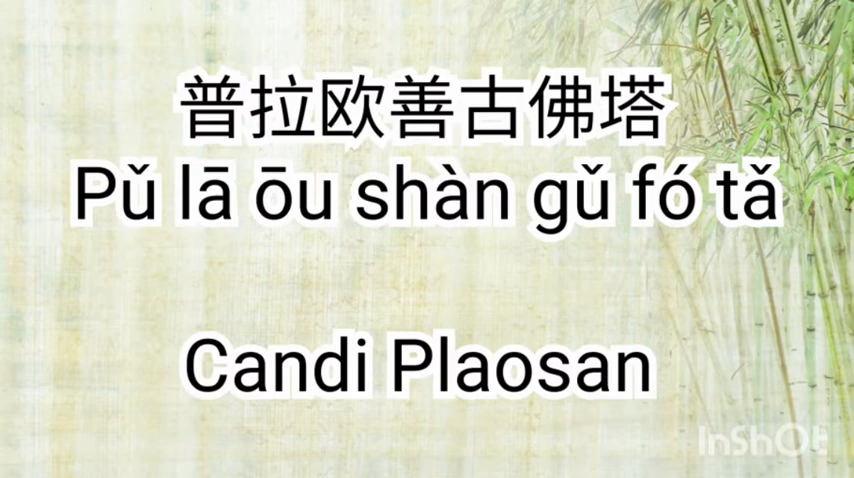 普拉欧善古佛塔
Pǔ lā ōu shàn gǔ fó tǎ
Candi Plaosan
InShOt